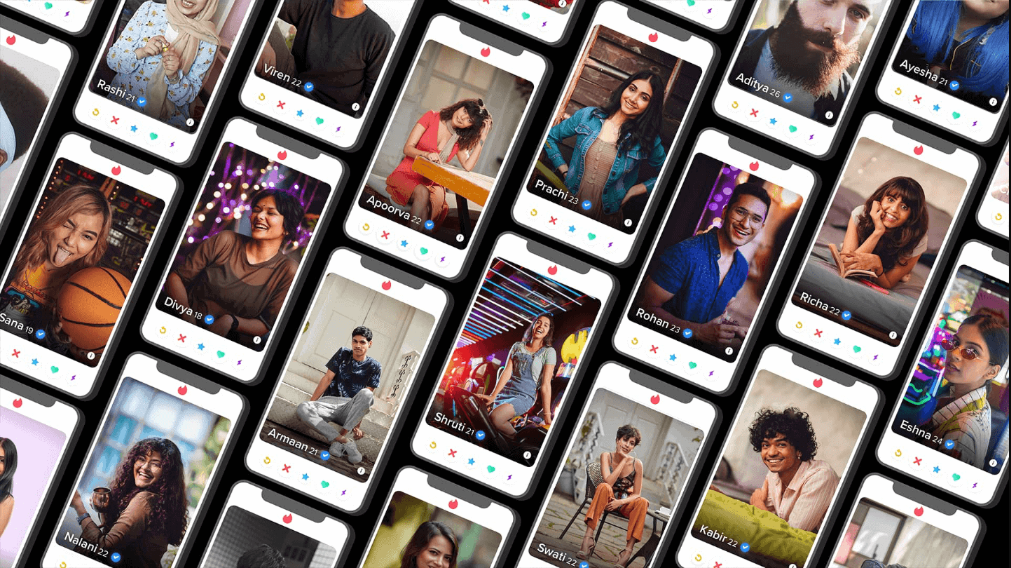 Rashi 21
Viren 22
Aditya 26
Ayesha 21
Apoorva 22
Prachi 23
Sana 19
Divya 18
Rohan 23
Richa 22
Armaan 21
Shruti 21
Eshna 24
Nalani 22
Swati 22
Kabir 22